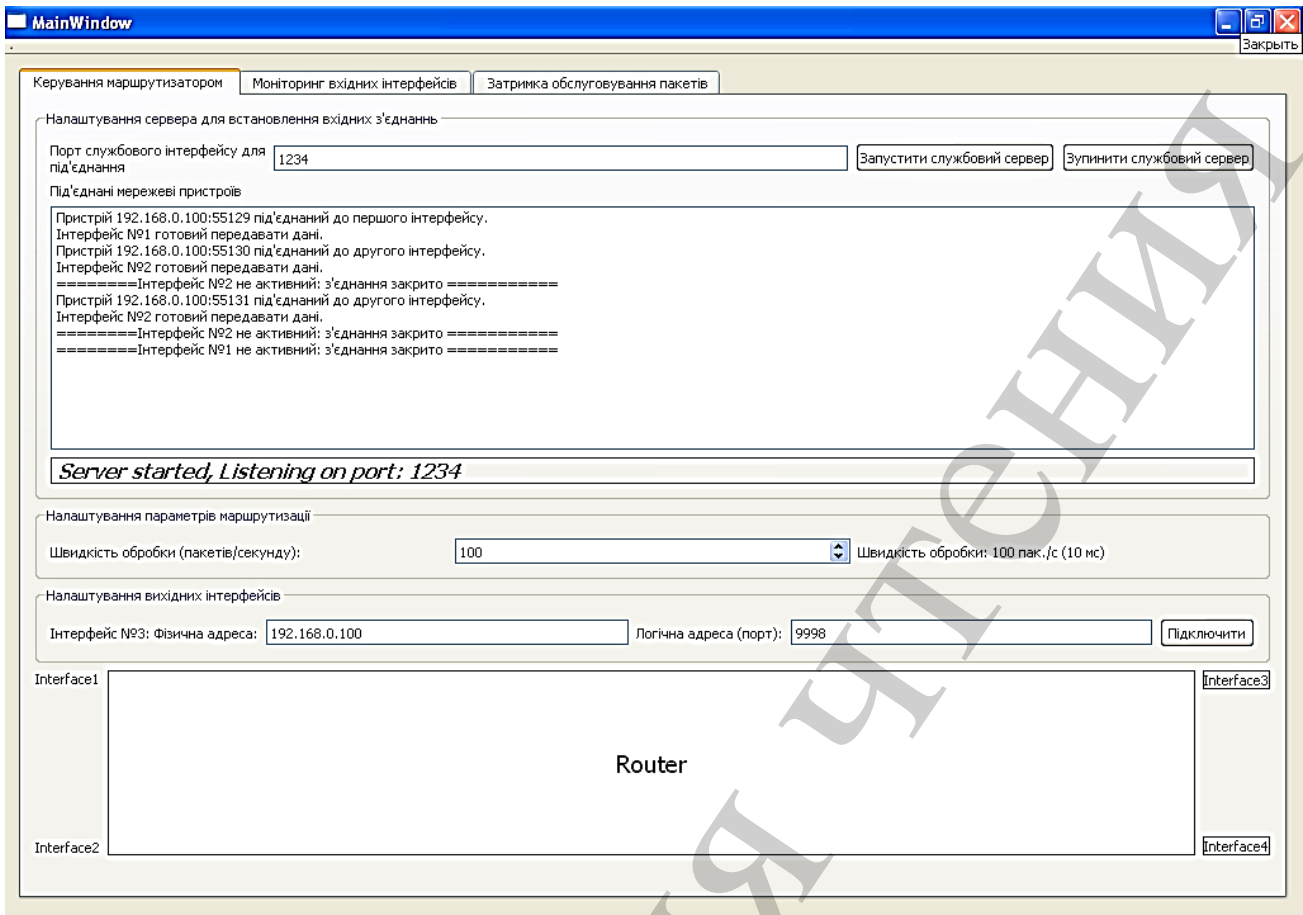 MainWindow
Закрыть
Керування маршрутизатором
Моніторинг вхідних інтерфейсів
Затримка обслуговування пакетів
Налаштування сервера для встановлення вхідних з'єднаннь
Порт службового інтерфейсу для
під'єднання
1234
Запустити службовий сервер
Зупинити службовий сервер
Під'єднані мережеві пристроїв
Пристрій 192.168.0.100:55129 під'єднаний до першого інтерфейсу.
Інтерфейс №1 готовий передавати дані.
Пристрій 192.168.0.100:55130 під'єднаний до другого інтерфейсу.
Інтерфейс №2 готовий передавати дані.
========Інтерфейс №2 не активний: з'єднання закрито ===========
Пристрій 192.168.0.100:55131 під'єднаний до другого інтерфейсу.
Інтерфейс №2 готовий передавати дані.
========Інтерфейс №2 не активний: з'єднання закрито ===========
========Інтерфейс №1 не активний: з'єднання закрито ===========
Server started, Listening on port: 1234
Налаштування параметрів маршрутизації
Швидкість обробки (пакетів/секунду):
100
Швидкість обробки: 100 пак./с (10 мс)
Налаштування вихідних інтерфейсів
Інтерфейс №3: Фізична адреса:
192.168.0.100
Логічна адреса (порт):
9998
Підключити
Interface1
Interface3
Router
Interface2
Interface4
я чтения